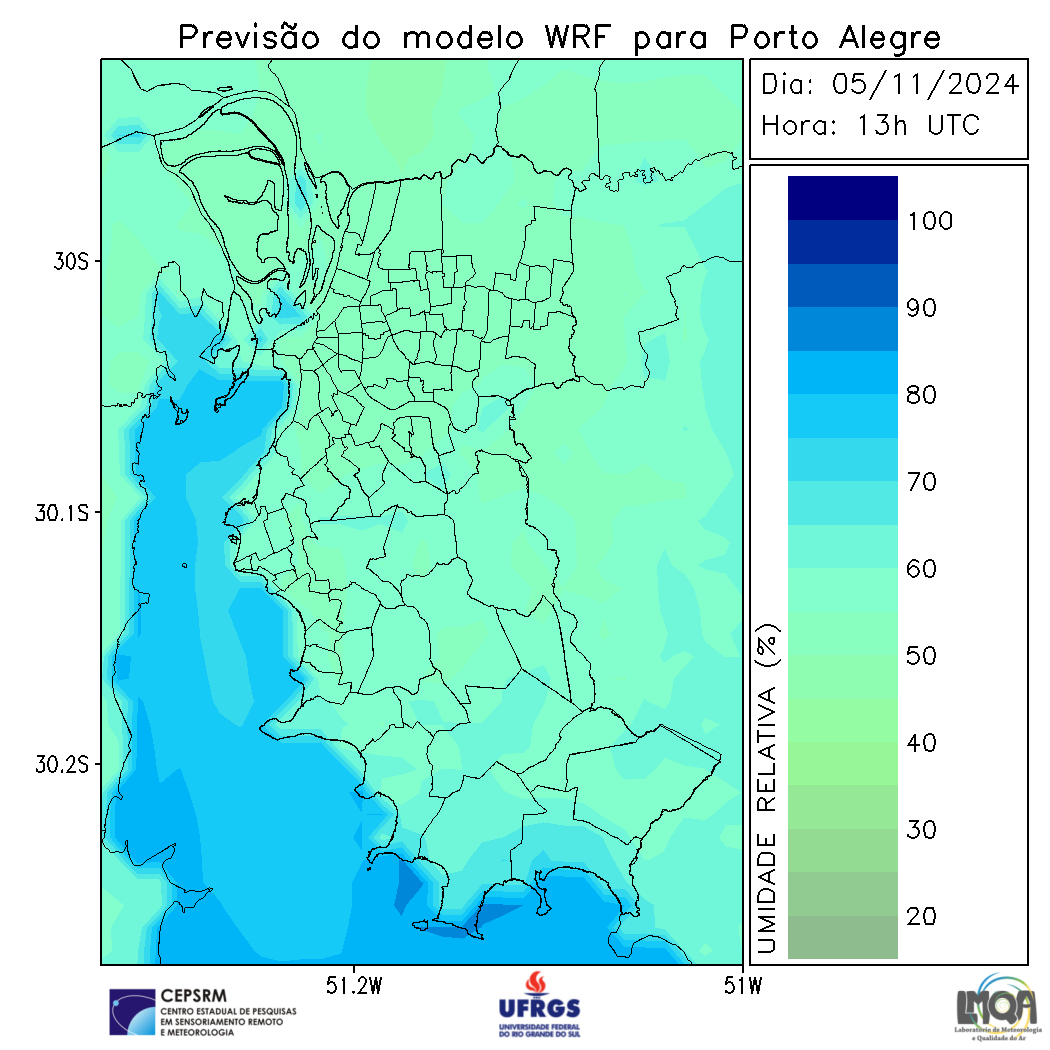 Previsão do modelo WRF para Porto Alegre
Dia: 05/11/2024
Hora: 13h UTC
30S
30.1S
30.2S
51.2W
51W
100
90
80
70
60
50
40
30
20
UMIDADE RELATIVA (%)
CEPSRM
CENTRO ESTADUAL DE PESQUISAS
EM SENSORIAMENTO REMOTO
E METEOROLOGIA
UFRGS
UNIVERSIDADE FEDERAL
DO RIO GRANDE DO SUL
LMQA
Laboratório de Meteorologia
e Qualidade do Ar